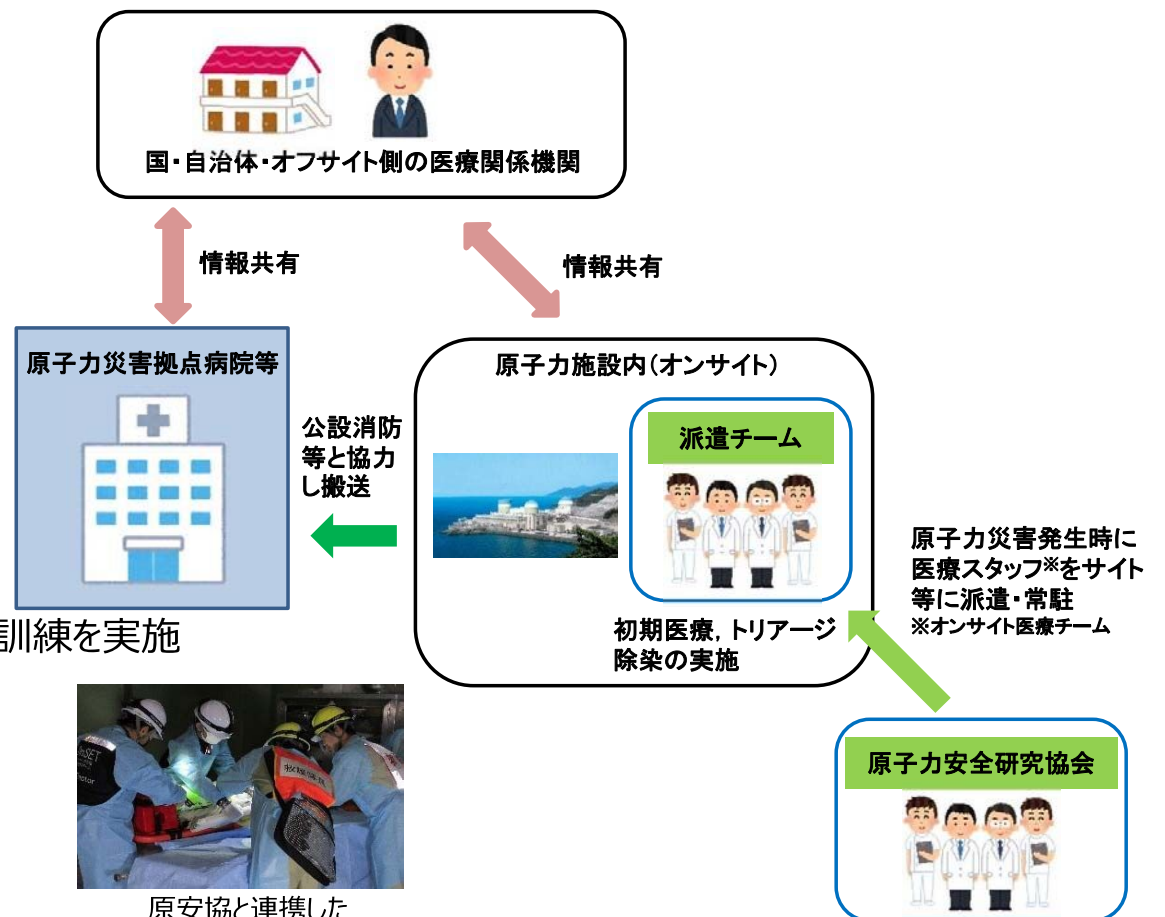 国・自治体・オフサイト側の医療関係機関
情報共有
情報共有
原子力災害拠点病院等
公設消防
等と協力
し搬送
原子力施設内(オンサイト)
派遣チーム
初期医療,トリアージ
除染の実施
原子力災害発生時に
医療スタッフ※をサイト
等に派遣・常駐
※オンサイト医療チーム
訓練を実施
原子力安全研究協会
原安協と連携した